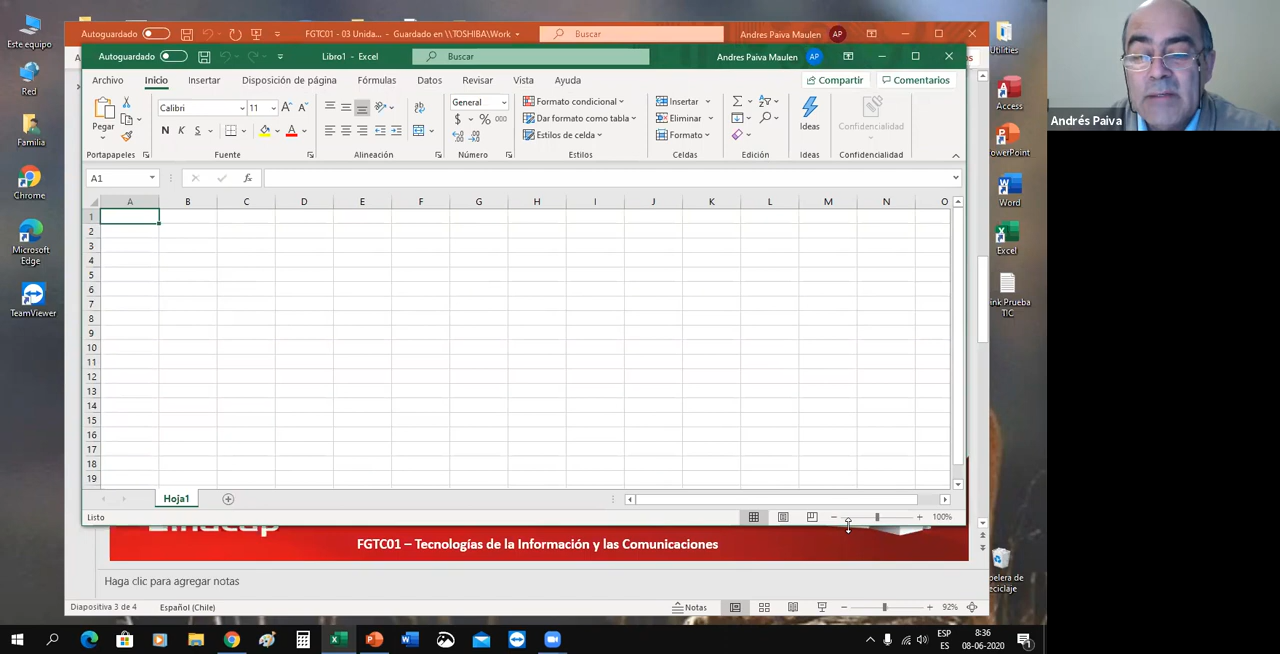 Este equipo
Red
Familia
Chrome
Microsoft
Edge
TeamViewer
Autoguardado
FGTC01 - 03 Unida... - Guardado en \\TOSHIBA\Work
Buscar
Andres Paiva Maulen
AP
Autoguardado
Libro1 - Excel
Buscar
Andres Paiva Maulen
AP
Archivo
Inicio
Insertar
Disposición de página
Fórmulas
Datos
Revisar
Vista
Ayuda
Compartir
Comentarios
Pegar
Portapapeles
Calibri
11
N K S
Fuente
Alineación
General
$ % 000
Número
Formato condicional
Dar formato como tabla
Estilos de celda
Estilos
Insertar
Eliminar
Formato
Celdas
Edición
Ideas
Ideas
Confidencialidad
Confidencialidad
A1
fx
A B C D E F G H I J K L M N O
1
2
3
4
5
6
7
8
9
10
11
12
13
14
15
16
17
18
19
Hoja1
Listo
100%
FGTC01 – Tecnologías de la Información y las Comunicaciones
Haga clic para agregar notas
Diapositiva 3 de 4
Español (Chile)
Notas
92%
Utilities
Access
PowerPoint
Word
Excel
Prueba
TIC
ESP
ES
8:36
08-06-2020
1
Andrés Paiva